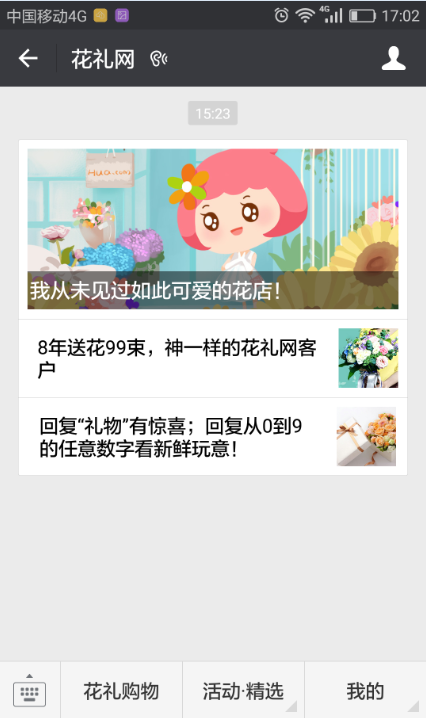 中国移动4G
4G
17:02
花礼网
15:23
Hua
我从未见过如此可爱的花店！
8年送花99束，神一样的花礼网客
户
回复“礼物”有惊喜；回复从0到9
的任意数字看新鲜玩意！
花礼购物
活动·精选
我的